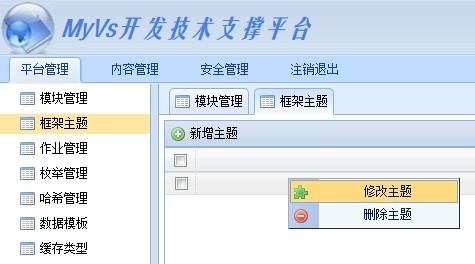 MyVs开发技术支撑平台
平台管理 内容管理 安全管理 注销退出
模块管理
框架主题
作业管理
枚举管理
哈希管理
数据模板
缓存类型
模块管理 框架主题
新增主题
修改主题
删除主题